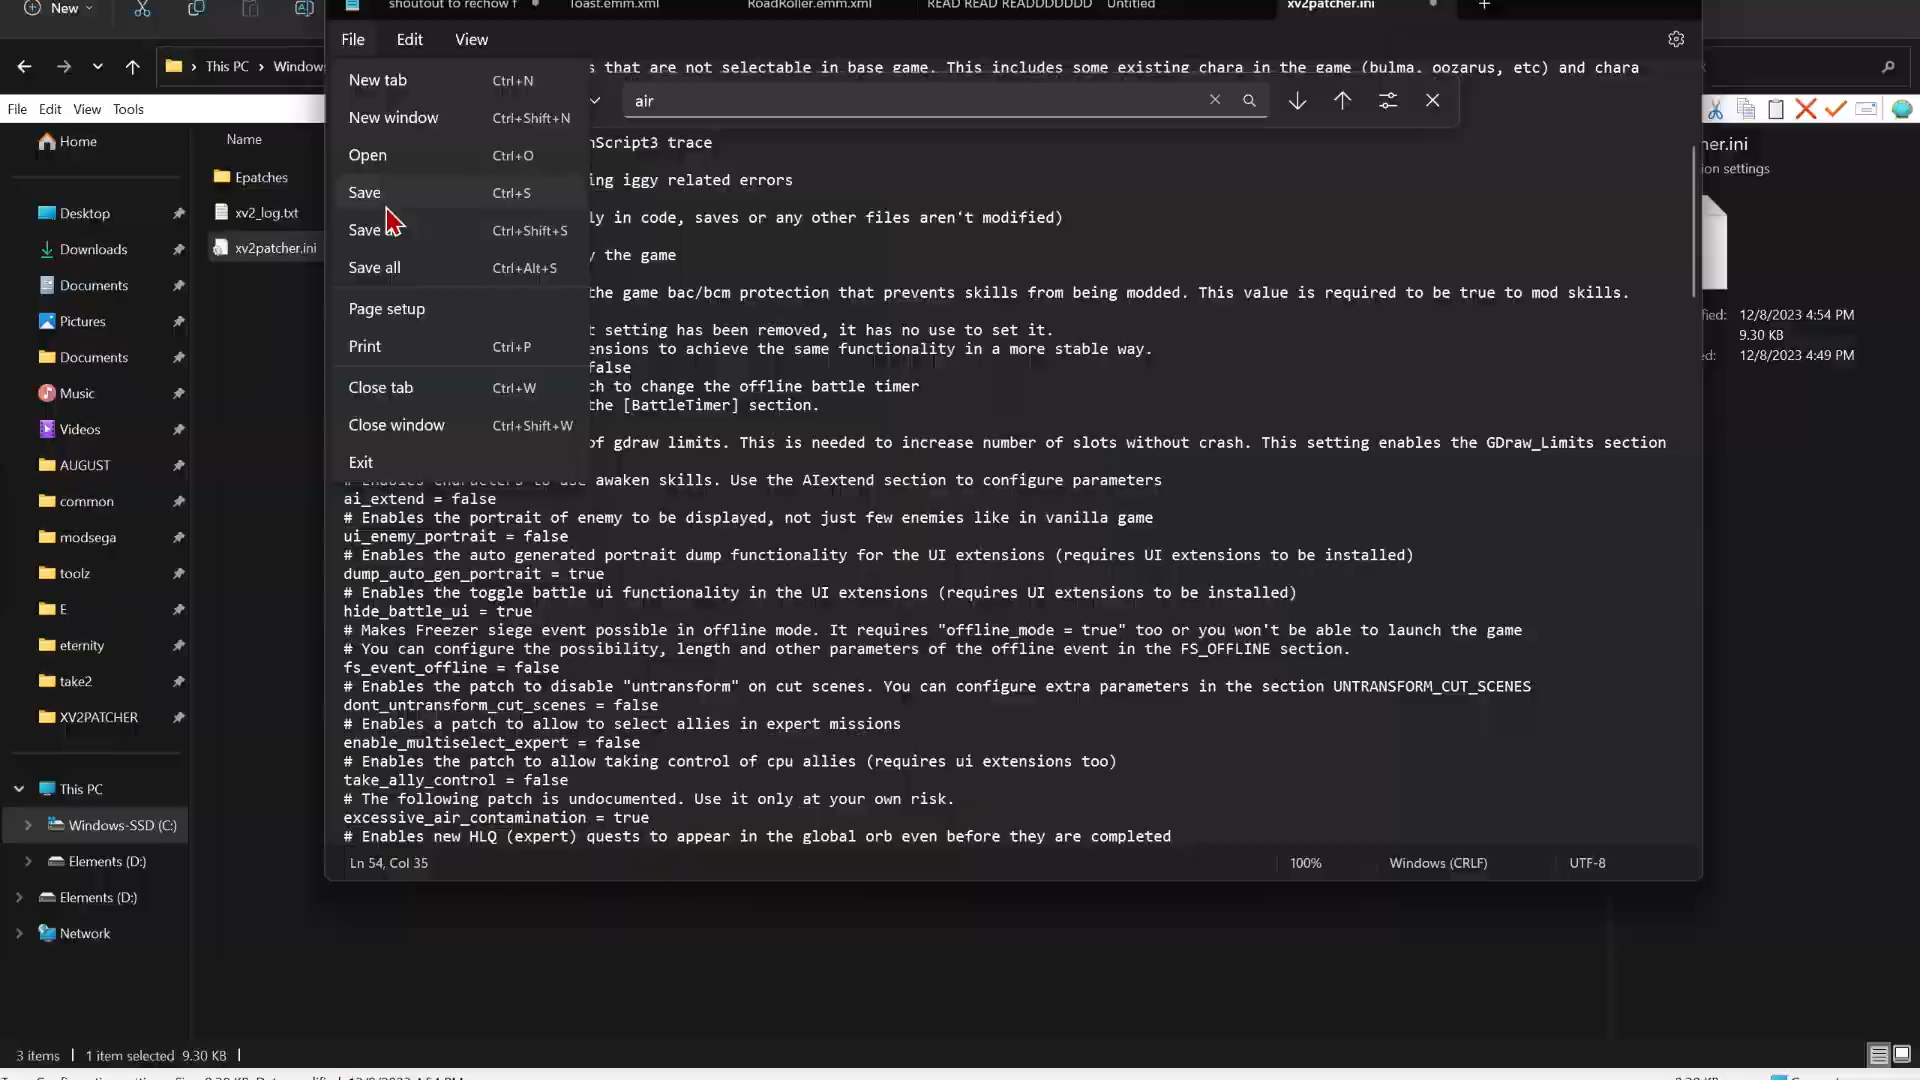 New
shoutout to rechow f
Toast.emm.xml
RoadRoller.emm.xml
READ READ READDDDDDD
Untitled
xv2patcher.ini
This PC
Windows
File Edit View
File Edit View Tools
New tab Ctrl+N
New window Ctrl+Shift+N
Open Ctrl+O
Save Ctrl+S
Save Ctrl+Shift+S
Save all Ctrl+Alt+S
Page setup
Print Ctrl+P
Close tab Ctrl+W
Close window Ctrl+Shift+W
Exit
air
s that are not selectable in base game. This includes some existing chara in the game (bulma. oozarus, etc) and chara
nScript3 trace
ing iggy related errors
ly in code, saves or any other files aren't modified)
y the game
the game bac/bcm protection that prevents skills from being modded. This value is required to be true to mod skills.
t setting has been removed, it has no use to set it.
ensions to achieve the same functionality in a more stable way.
false
ch to change the offline battle timer
the [BattleTimer] section.
of gdraw limits. This is needed to increase number of slots without crash. This setting enables the GDraw_Limits section
# Enables characters to use awaken skills. Use the AIextend section to configure parameters
ai_extend = false
# Enables the portrait of enemy to be displayed, not just few enemies like in vanilla game
ui_enemy_portrait = false
# Enables the auto generated portrait dump functionality for the UI extensions (requires UI extensions to be installed)
dump_auto_gen_portrait = true
# Enables the toggle battle ui functionality in the UI extensions (requires UI extensions to be installed)
hide_battle_ui = true
# Makes Freezer siege event possible in offline mode. It requires "offline_mode = true" too or you won't be able to launch the game
# You can configure the possibility, length and other parameters of the offline event in the FS_OFFLINE section.
fs_event_offline = false
# Enables the patch to disable "untransform" on cut scenes. You can configure extra parameters in the section UNTRANSFORM_CUT_SCENES
dont_untransform_cut_scenes = false
# Enables a patch to allow to select allies in expert missions
enable_multiselect_expert = false
# Enables the patch to allow taking control of cpu allies (requires ui extensions too)
take_ally_control = false
# The following patch is undocumented. Use it only at your own risk.
excessive_air_contamination = true
# Enables new HLQ (expert) quests to appear in the global orb even before they are completed
Ln 54, Col 35
100%
Windows (CRLF)
UTF-8
Home
Desktop
Downloads
Documents
Pictures
Documents
Music
Videos
AUGUST
common
modsega
toolz
E
eternity
take2
XV2PATCHER
This PC
Windows-SSD (C:)
Elements (D:)
Elements (D:)
Network
Name
Epatches
xv2_log.txt
xv2patcher.ini
her.ini
ion settings
fied: 12/8/2023 4:54 PM
9.30 KB
ed: 12/8/2023 4:49 PM
3 items
1 item selected 9.30 KB